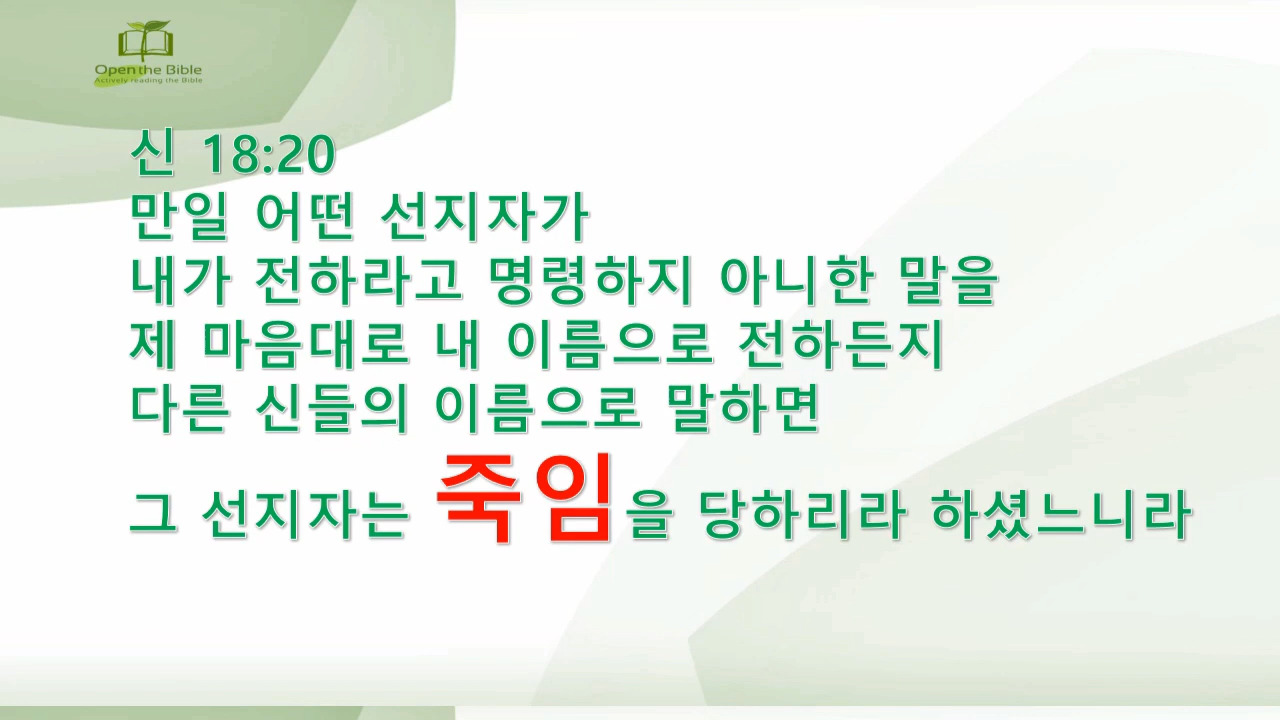 Open the Bible
Actively reading the Bible
신 18:20
만일 어떤 선지자가
내가 전하라고 명령하지 아니한 말을
제 마음대로 내 이름으로 전하든지
다른 신들의 이름으로 말하면
그 선지자는 죽임을 당하리라 하셨느니라